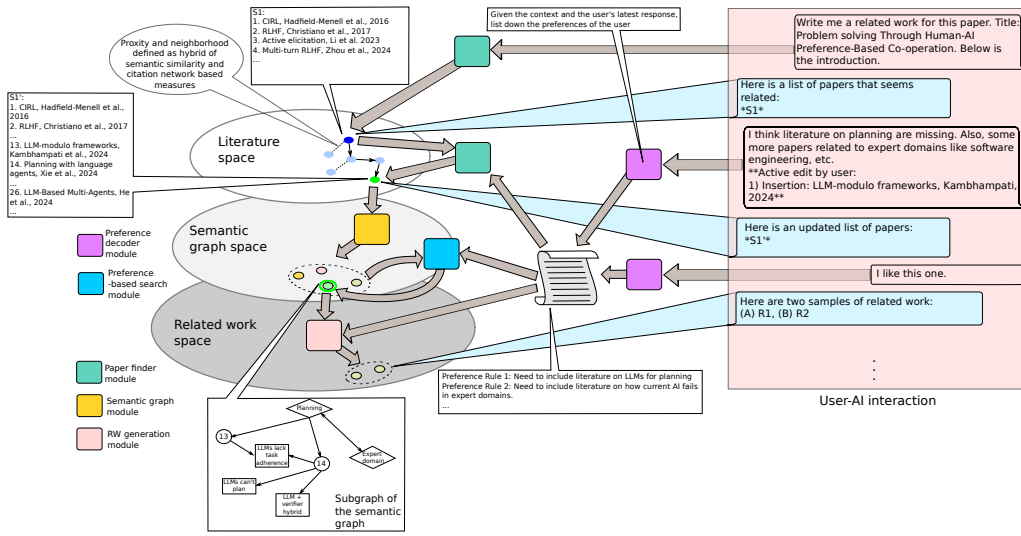 S1:
1. CIRL, Hadfield-Menell et al., 2016
2. RLHF, Christiano et al., 2017
3. Active elicitation, Li et al. 2023
4. Multi-turn RLHF, Zhou et al., 2024
...
Given the context and the user's latest response,
list down the preferences of the user
Write me a related work for this paper. Title:
Problem solving Through Human-AI
Preference-Based Co-operation. Below is
the introduction.
Proxity and neighborhood
defined as hybrid of
semantic similarity and
citation network based
measures
Here is a list of papers that seems
related:
*S1*
S1':
1. CIRL, Hadfield-Menell et al.,
2016
2. RLHF, Christiano et al., 2017
...
13. LLM-modulo frameworks,
Kambhampati et al., 2024
14. Planning with language
agents, Xie et al., 2024
...
26. LLM-Based Multi-Agents, He
et al., 2024
...
Literature
space
I think literature on planning are missing. Also, some
more papers related to expert domains like software
engineering, etc.
**Active edit by user:
1) Insertion: LLM-modulo frameworks, Kambhampati,
2024**
Semantic
graph space
Here is an updated list of papers:
*S1'*
Preference
decoder
module
Preference
-based search
module
I like this one.
Here are two samples of related work:
(A) R1, (B) R2
Related work
space
Paper finder
module
Semantic graph
module
RW generation
module
Preference Rule 1: Need to include literature on LLMs for planning
Preference Rule 2: Need to include literature on how current AI fails
in expert domains.
...
.
.
.
User-AI interaction
Planning
13
LLMs lack
task
adherence
14
Expert
domain
LLMs can't
plan
LLM +
verifier
hybrid
Subgraph of
the semantic
graph